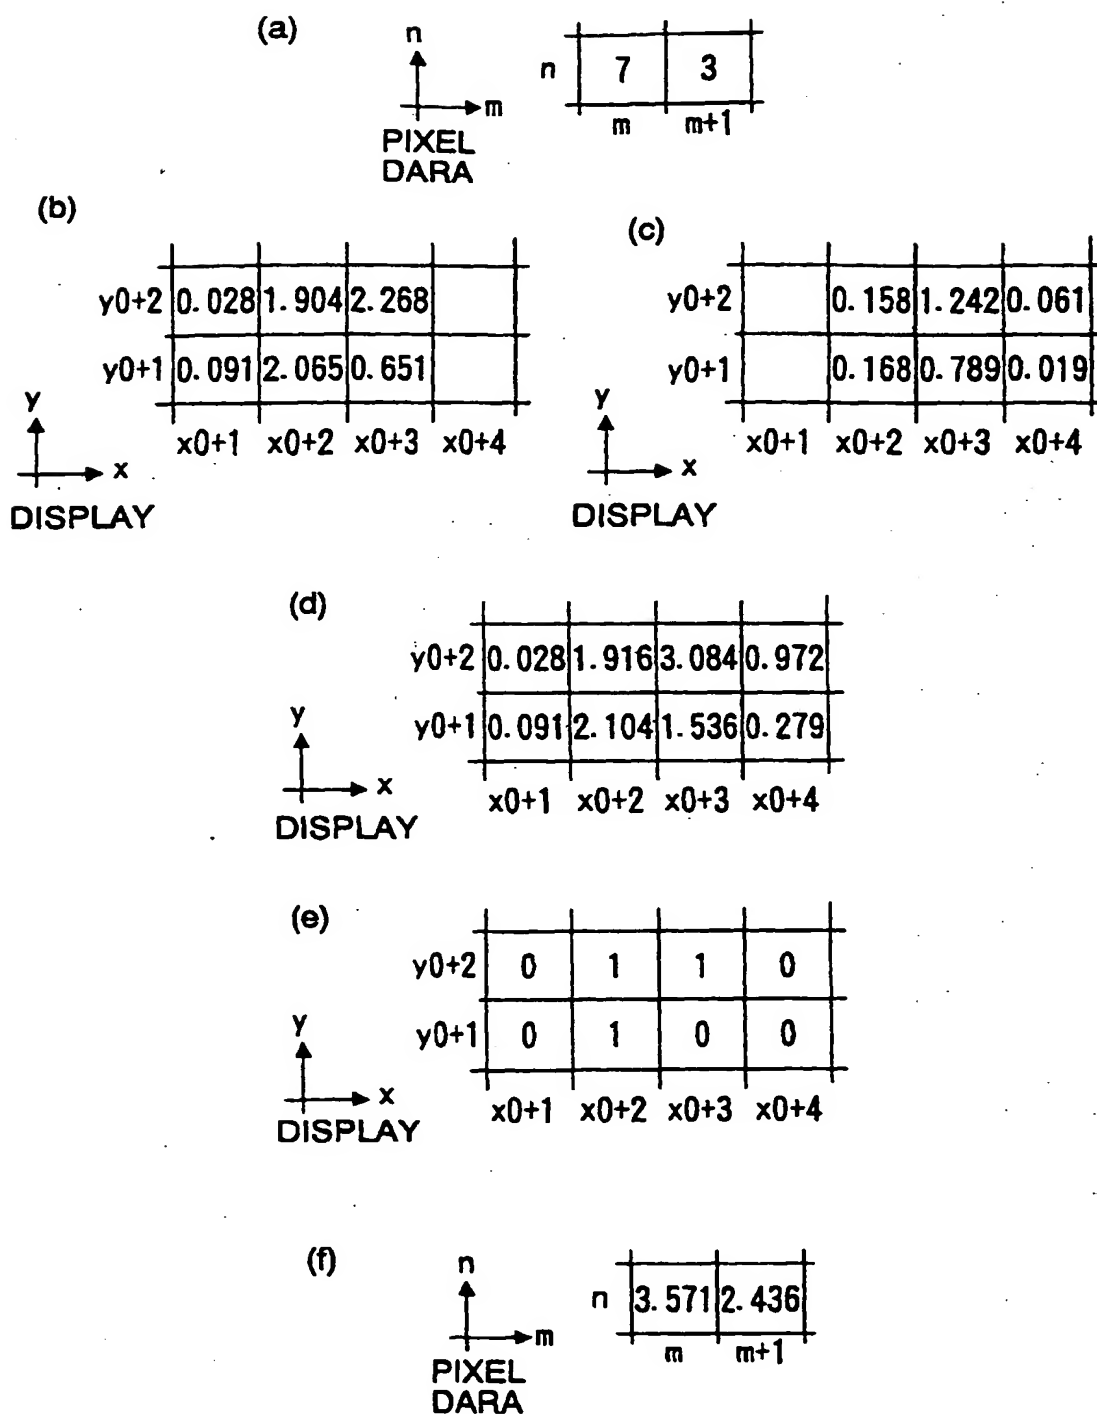 (a)
n
n 7 3
m
m m+1
PIXEL
DARA
(b)
y0+2 0.028 1.904 2.268
y0+1 0.091 2.065 0.651
y
x0+1 x0+2 x0+3 x0+4
x
DISPLAY
(c)
y0+2 0.158 1.242 0.061
y0+1 0.168 0.789 0.019
y
x0+1 x0+2 x0+3 x0+4
x
DISPLAY
(d)
y0+2 0.028 1.916 3.084 0.972
y0+1 0.091 2.104 1.536 0.279
y
x
x0+1 x0+2 x0+3 x0+4
DISPLAY
(e)
y0+2 0 1 1 0
y0+1 0 1 0 0
y
x
x0+1 x0+2 x0+3 x0+4
DISPLAY
(f)
n
n 3.571 2.436
m
m m+1
PIXEL
DARA